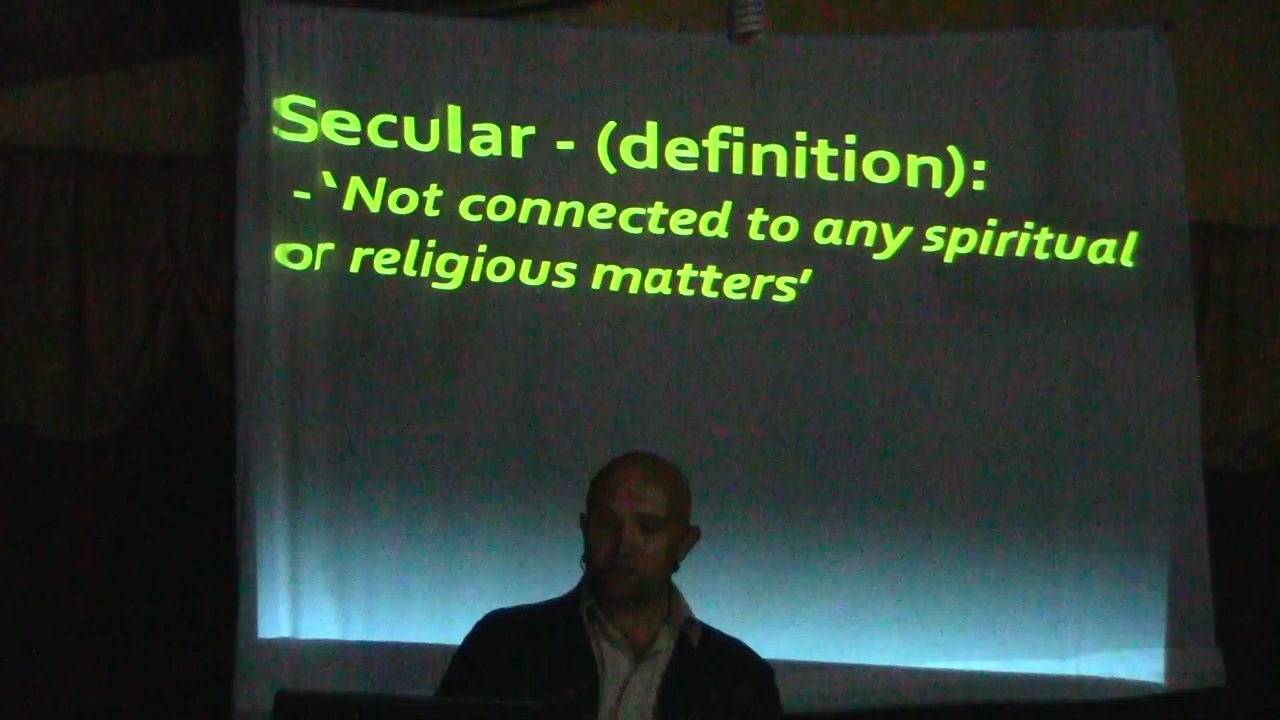 Secular - (definition):
-‘Not connected to any spiritual
or religious matters’